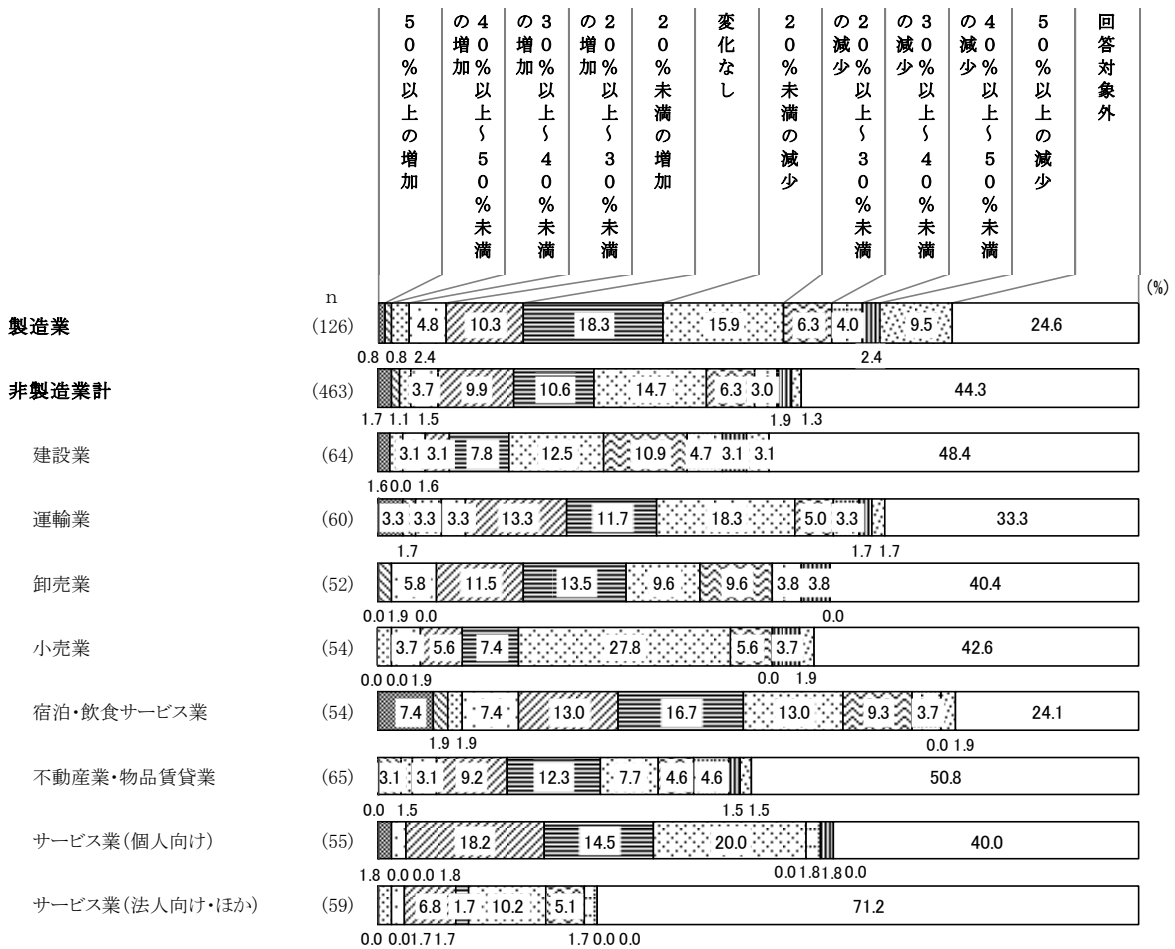 50%以上の増加
40%以上~50%未満の増加
30%以上~40%未満の増加
20%以上~30%未満の増加
20%未満の増加
変化なし
20%未満の減少
20%以上~30%未満の減少
30%以上~40%未満の減少
40%以上~50%未満の減少
50%以上の減少
回答対象外
(%)
n
製造業 (126) 4.8 10.3 18.3 15.9 6.3 4.0 9.5 24.6
0.8 0.8 2.4 2.4
非製造業計 (463) 3.7 9.9 10.6 14.7 6.3 3.0 44.3
1.7 1.1 1.5 1.9 1.3
建設業 (64) 3.1 3.1 7.8 12.5 10.9 4.7 3.1 3.1 48.4
1.6 0.0 1.6
運輸業 (60) 3.3 3.3 3.3 13.3 11.7 18.3 5.0 3.3 33.3
1.7 1.7 1.7
卸売業 (52) 5.8 11.5 13.5 9.6 9.6 3.8 3.8 40.4
0.0 1.9 0.0 0.0
小売業 (54) 3.7 5.6 7.4 27.8 5.6 3.7 42.6
0.0 0.0 1.9 0.0 1.9
宿泊・飲食サービス業 (54) 7.4 7.4 13.0 16.7 13.0 9.3 3.7 24.1
1.9 1.9 0.0 1.9
不動産業・物品賃貸業 (65) 3.1 3.1 9.2 12.3 7.7 4.6 4.6 50.8
0.0 1.5 1.5 1.5
サービス業(個人向け) (55) 18.2 14.5 20.0 40.0
1.8 0.0 0.0 1.8 0.0 1.8 1.8 0.0
サービス業(法人向け・ほか) (59) 6.8 1.7 10.2 5.1 71.2
0.0 0.0 1.7 1.7 1.7 0.0 0.0